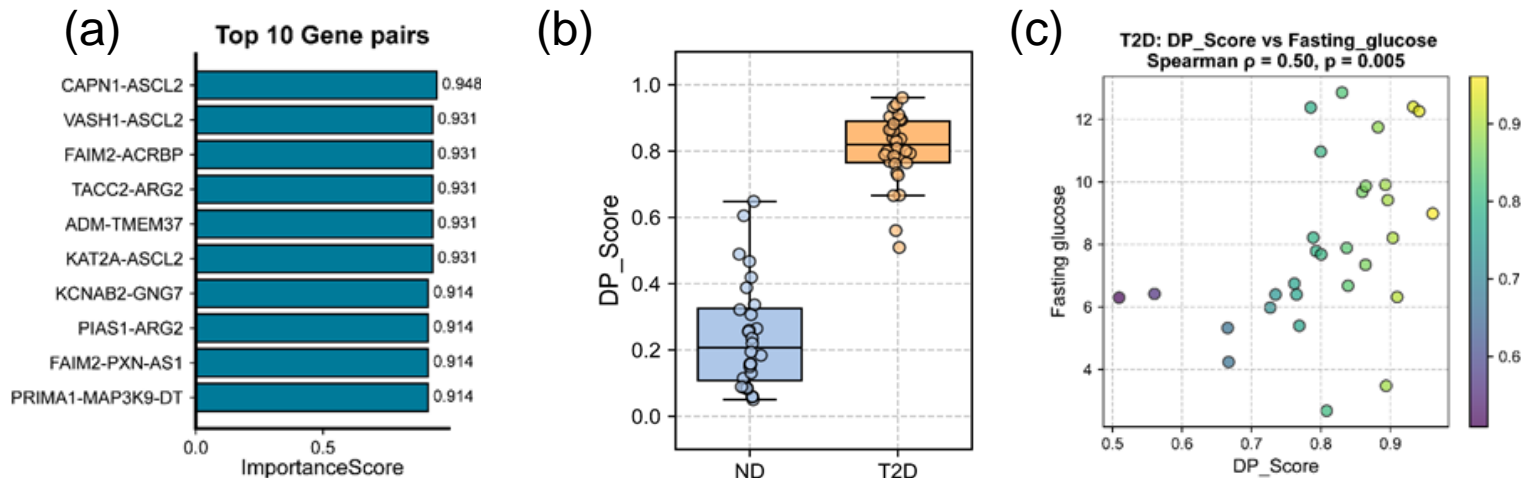 (a)
Top 10 Gene pairs
CAPN1-ASCL2
0.948
VASH1-ASCL2
0.931
FAIM2-ACRBP
0.931
TACC2-ARG2
0.931
ADM-TMEM37
0.931
KAT2A-ASCL2
0.931
KCNAB2-GNG7
0.914
PIAS1-ARG2
0.914
FAIM2-PXN-AS1
0.914
PRIMA1-MAP3K9-DT
0.914
0.0
0.5
ImportanceScore
(b)
DP_Score
1.0
0.8
0.6
0.4
0.2
0.0
ND
T2D
(c)
T2D: DP_Score vs Fasting_glucose
Spearman ρ = 0.50, p = 0.005
Fasting glucose
12
10
8
6
4
0.5
0.6
0.7
0.8
0.9
DP_Score
0.9
0.8
0.7
0.6